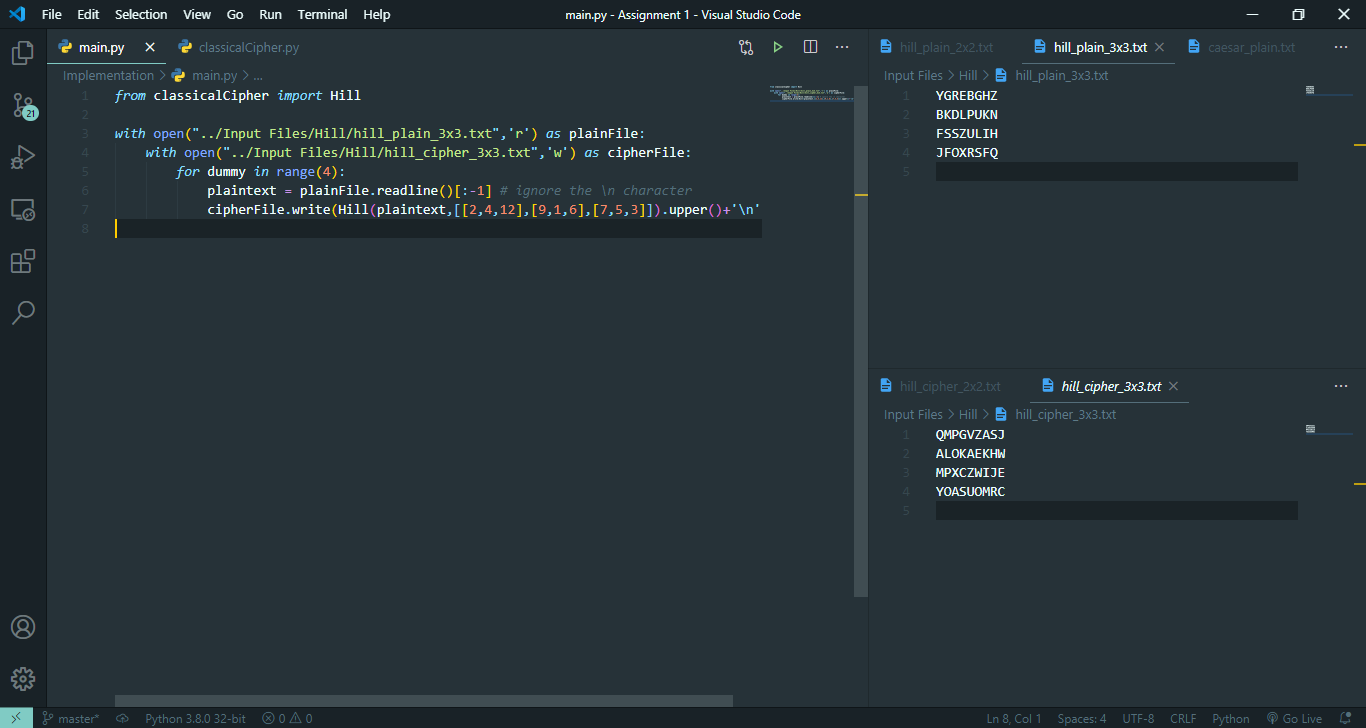 File Edit Selection View Go Run Terminal Help main.py - Assignment 1 - Visual Studio Code
main.py classicalCipher.py
Implementation > main.py > ...
1 from classicalCipher import Hill
2
3 with open("../Input Files/Hill/hill_plain_3x3.txt",'r') as plainFile:
4 with open("../Input Files/Hill/hill_cipher_3x3.txt",'w') as cipherFile:
5 for dummy in range(4):
6 plaintext = plainFile.readline()[:-1] # ignore the \n character
7 cipherFile.write(Hill(plaintext,[[2,4,12],[9,1,6],[7,5,3]]).upper()+'\n'
8
21
hill_plain_2x2.txt hill_plain_3x3.txt caesar_plain.txt
Input Files > Hill > hill_plain_3x3.txt
1 YGREBGHZ
2 BKDLPUKN
3 FSSZULIH
4 JFOXRSFQ
5
hill_cipher_2x2.txt hill_cipher_3x3.txt
Input Files > Hill > hill_cipher_3x3.txt
1 QMPGVZASJ
2 ALOKAEKHW
3 MPXCZWIJE
4 YOASUOMRC
5
master* Python 3.8.0 32-bit 0 0 Ln 8, Col 1 Spaces: 4 UTF-8 CRLF Python Go Live